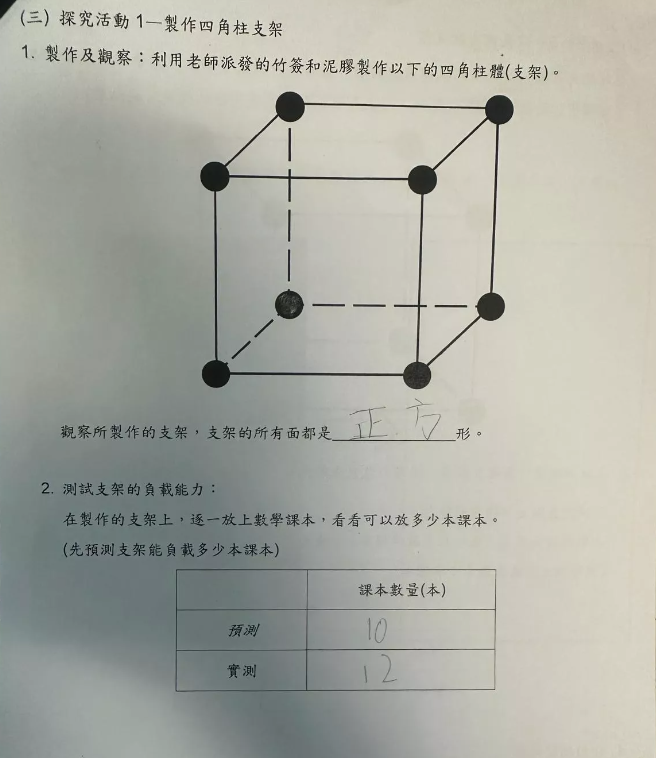 (三) 探究活動 1—製作四角柱支架
1. 製作及觀察：利用老師派發的竹簽和泥膠製作以下的四角柱體(支架)。
觀察所製作的支架，支架的所有面都是正方形。
2. 測試支架的負載能力：
在製作的支架上，逐一放上數學課本，看看可以放多少本課本。
(先預測支架能負載多少本課本)
課本數量(本)
預測 10
實測 12